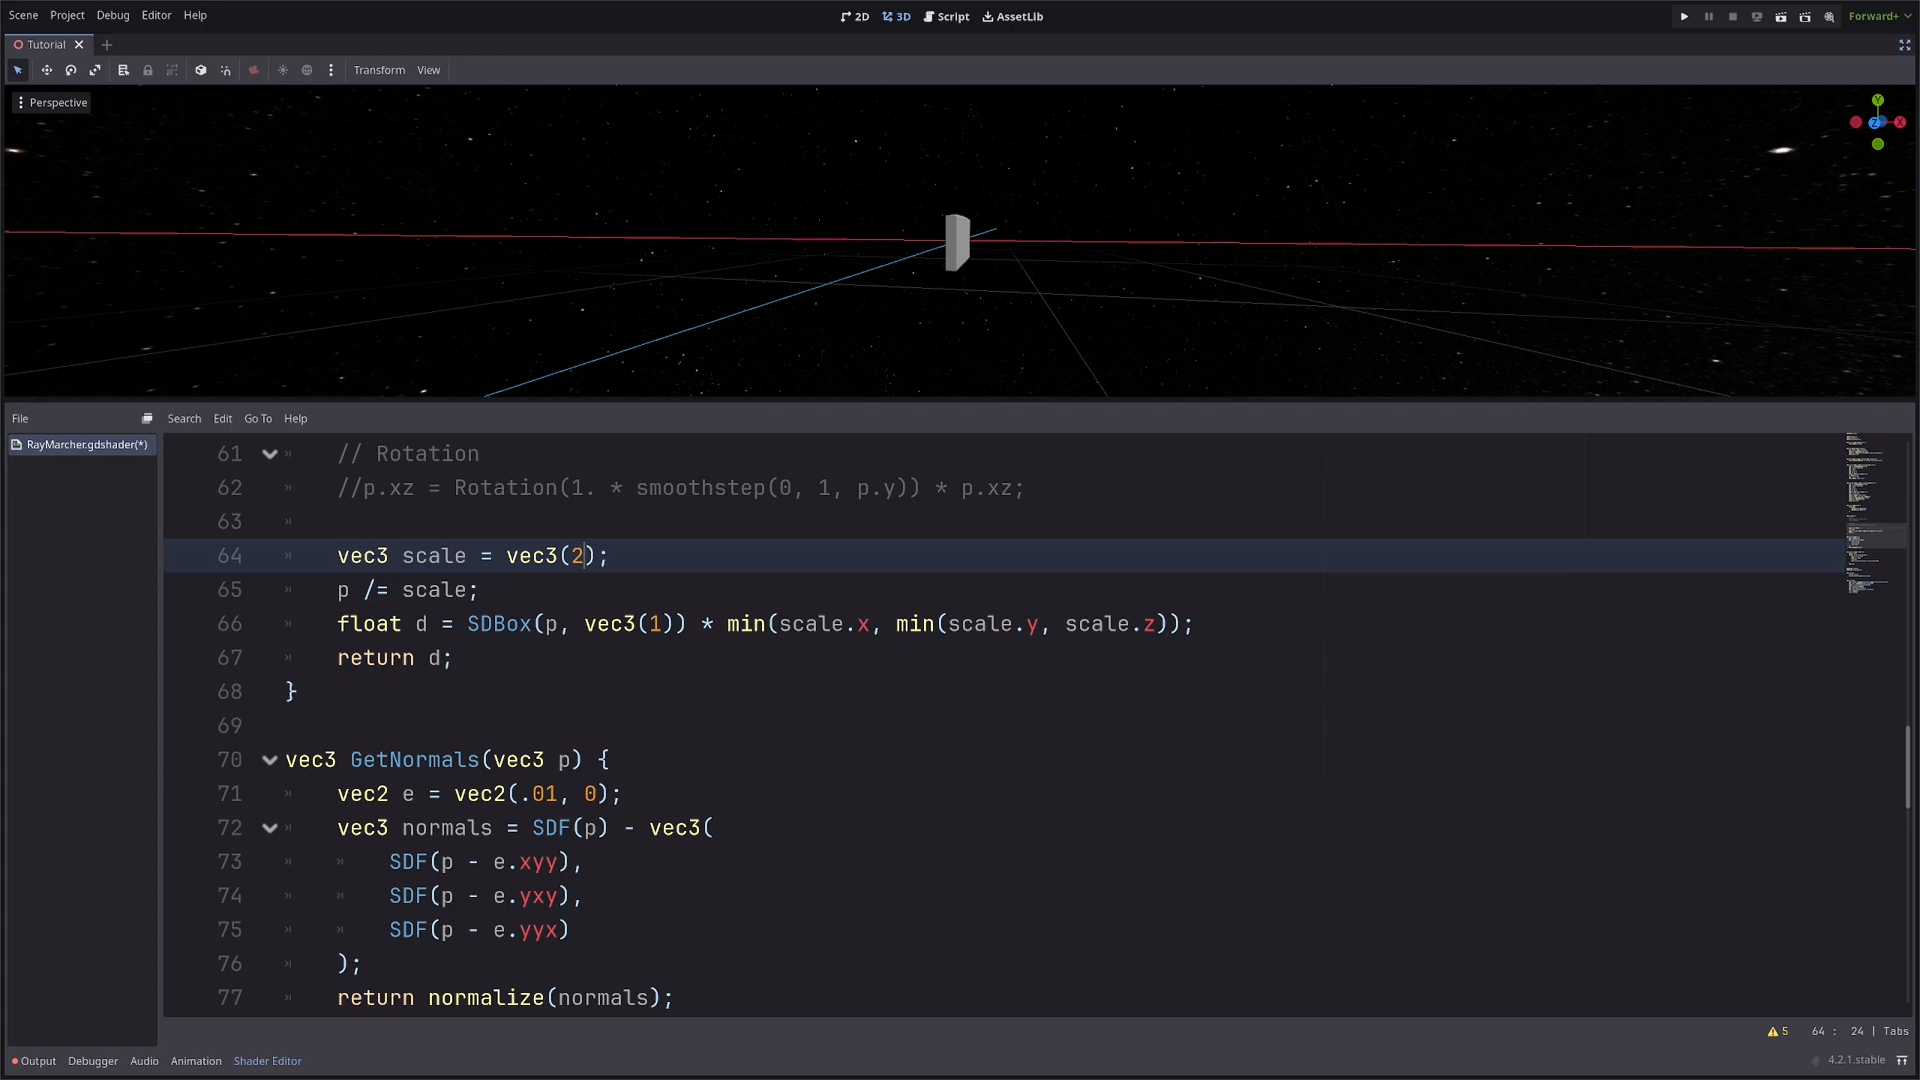 Scene Project Debug Editor Help
2D 3D Script AssetLib
Forward+
Tutorial
Transform View
Perspective
Y
Z X
File
Search Edit Go To Help
RayMarcher.gdshader(*)
61 // Rotation
62 //p.xz = Rotation(1. * smoothstep(0, 1, p.y)) * p.xz;
63
64 vec3 scale = vec3(2);
65 p /= scale;
66 float d = SDBox(p, vec3(1)) * min(scale.x, min(scale.y, scale.z));
67 return d;
68 }
69
70 vec3 GetNormals(vec3 p) {
71 vec2 e = vec2(.01, 0);
72 vec3 normals = SDF(p) - vec3(
73 SDF(p - e.xyy),
74 SDF(p - e.yxy),
75 SDF(p - e.yyx)
76 );
77 return normalize(normals);
5 64 : 24 | Tabs
Output Debugger Audio Animation Shader Editor
4.2.1.stable